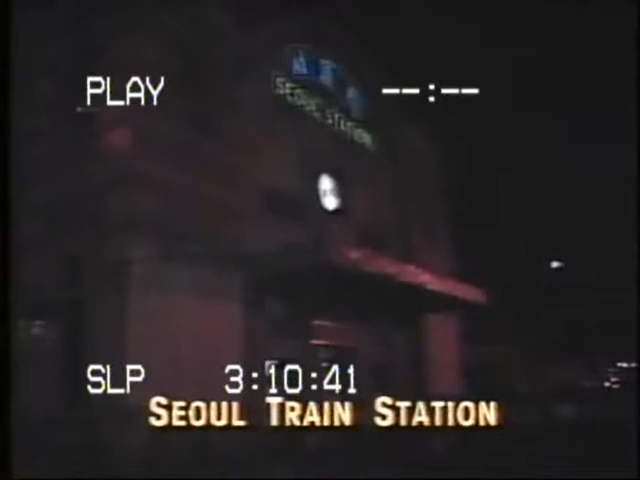 PLAY --:--
SEOUL STATION
SLP 3:10:41
SEOUL TRAIN STATION